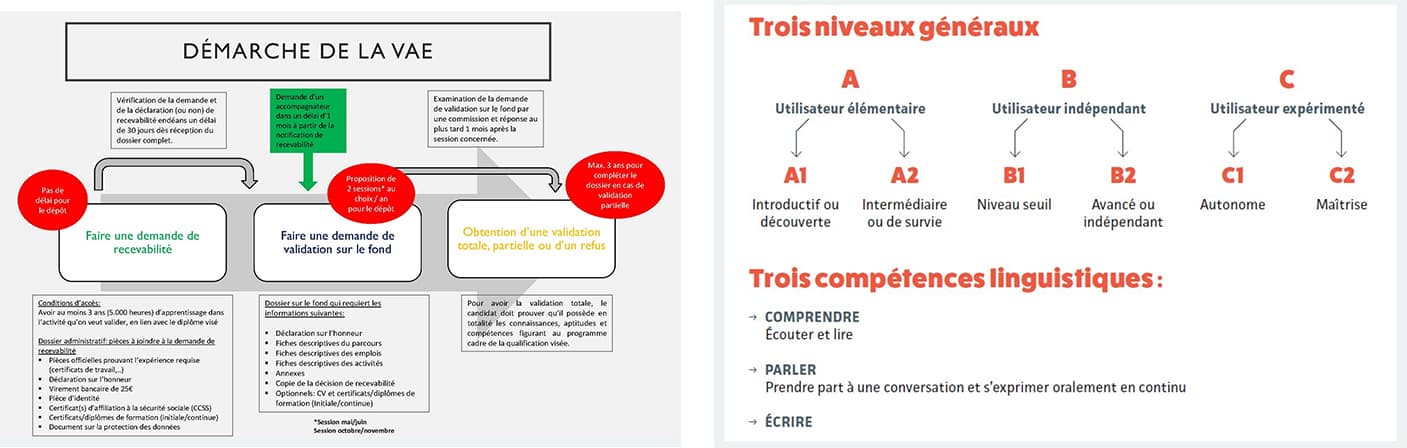 DÉMARCHE DE LA VAE
Vérification de la demande et
de la déclaration (ou non) de
recevabilité endéans un délai
de 30 jours dès réception du
dossier complet.
Demande d'un
accompagnateur
dans un délai d'1
mois à partir de la
notification de
recevabilité
Examination de la demande
de validation sur le fond par
une commission et réponse au
plus tard 1 mois après la
session concernée.
Pas de
délai pour
le dépôt
Proposition de
2 sessions* au
choix/ an
pour le dépôt
Max. 3 ans pour
compléter le
dossier en cas de
validation
partielle
Faire une demande de
recevabilité
Faire une demande de
validation sur le fond
Obtention d'une validation
totale, partielle ou d'un refus
Conditions d'accès:
Avoir au moins 3 ans (5.000 heures) d'apprentissage dans
l'activité qu'on veut valider, en lien avec le diplôme visé
Dossier administratif: pièces à joindre à la demande de
recevabilité
▪ Pièces officielles prouvant l'expérience requise
(certificats de travail,..)
▪ Déclaration sur l'honneur
▪ Virement bancaire de 25€
▪ Pièce d'identité
▪ Certificat(s) d'affiliation à la sécurité sociale (CCSS)
▪ Certificats/diplômes de formation (initiale/continue)
▪ Document sur la protection des données
Dossier sur le fond qui requiert les
informations suivantes:
▪ Déclaration sur l'honneur
▪ Fiches descriptives du parcours
▪ Fiches descriptives des emplois
▪ Fiches descriptives des activités
▪ Annexes
▪ Copie de la décision de recevabilité
▪ Optionnels: CV et certificats/diplômes de
formation (Initiale/continue)
Pour avoir la validation totale, le
candidat doit prouver qu'il possède en
totalité les connaissances, aptitudes et
compétences figurant au programme
cadre de la qualification visée.
*Session mai/juin
Session octobre/novembre
Trois niveaux généraux
A B C
Utilisateur élémentaire Utilisateur indépendant Utilisateur expérimenté
A1 A2 B1 B2 C1 C2
Introductif ou Intermédiaire Niveau seuil Avancé ou Autonome Maîtrise
découverte ou de survie indépendant
Trois compétences linguistiques :
→ COMPRENDRE
Écouter et lire
→ PARLER
Prendre part à une conversation et s'exprimer oralement en continu
→ ÉCRIRE